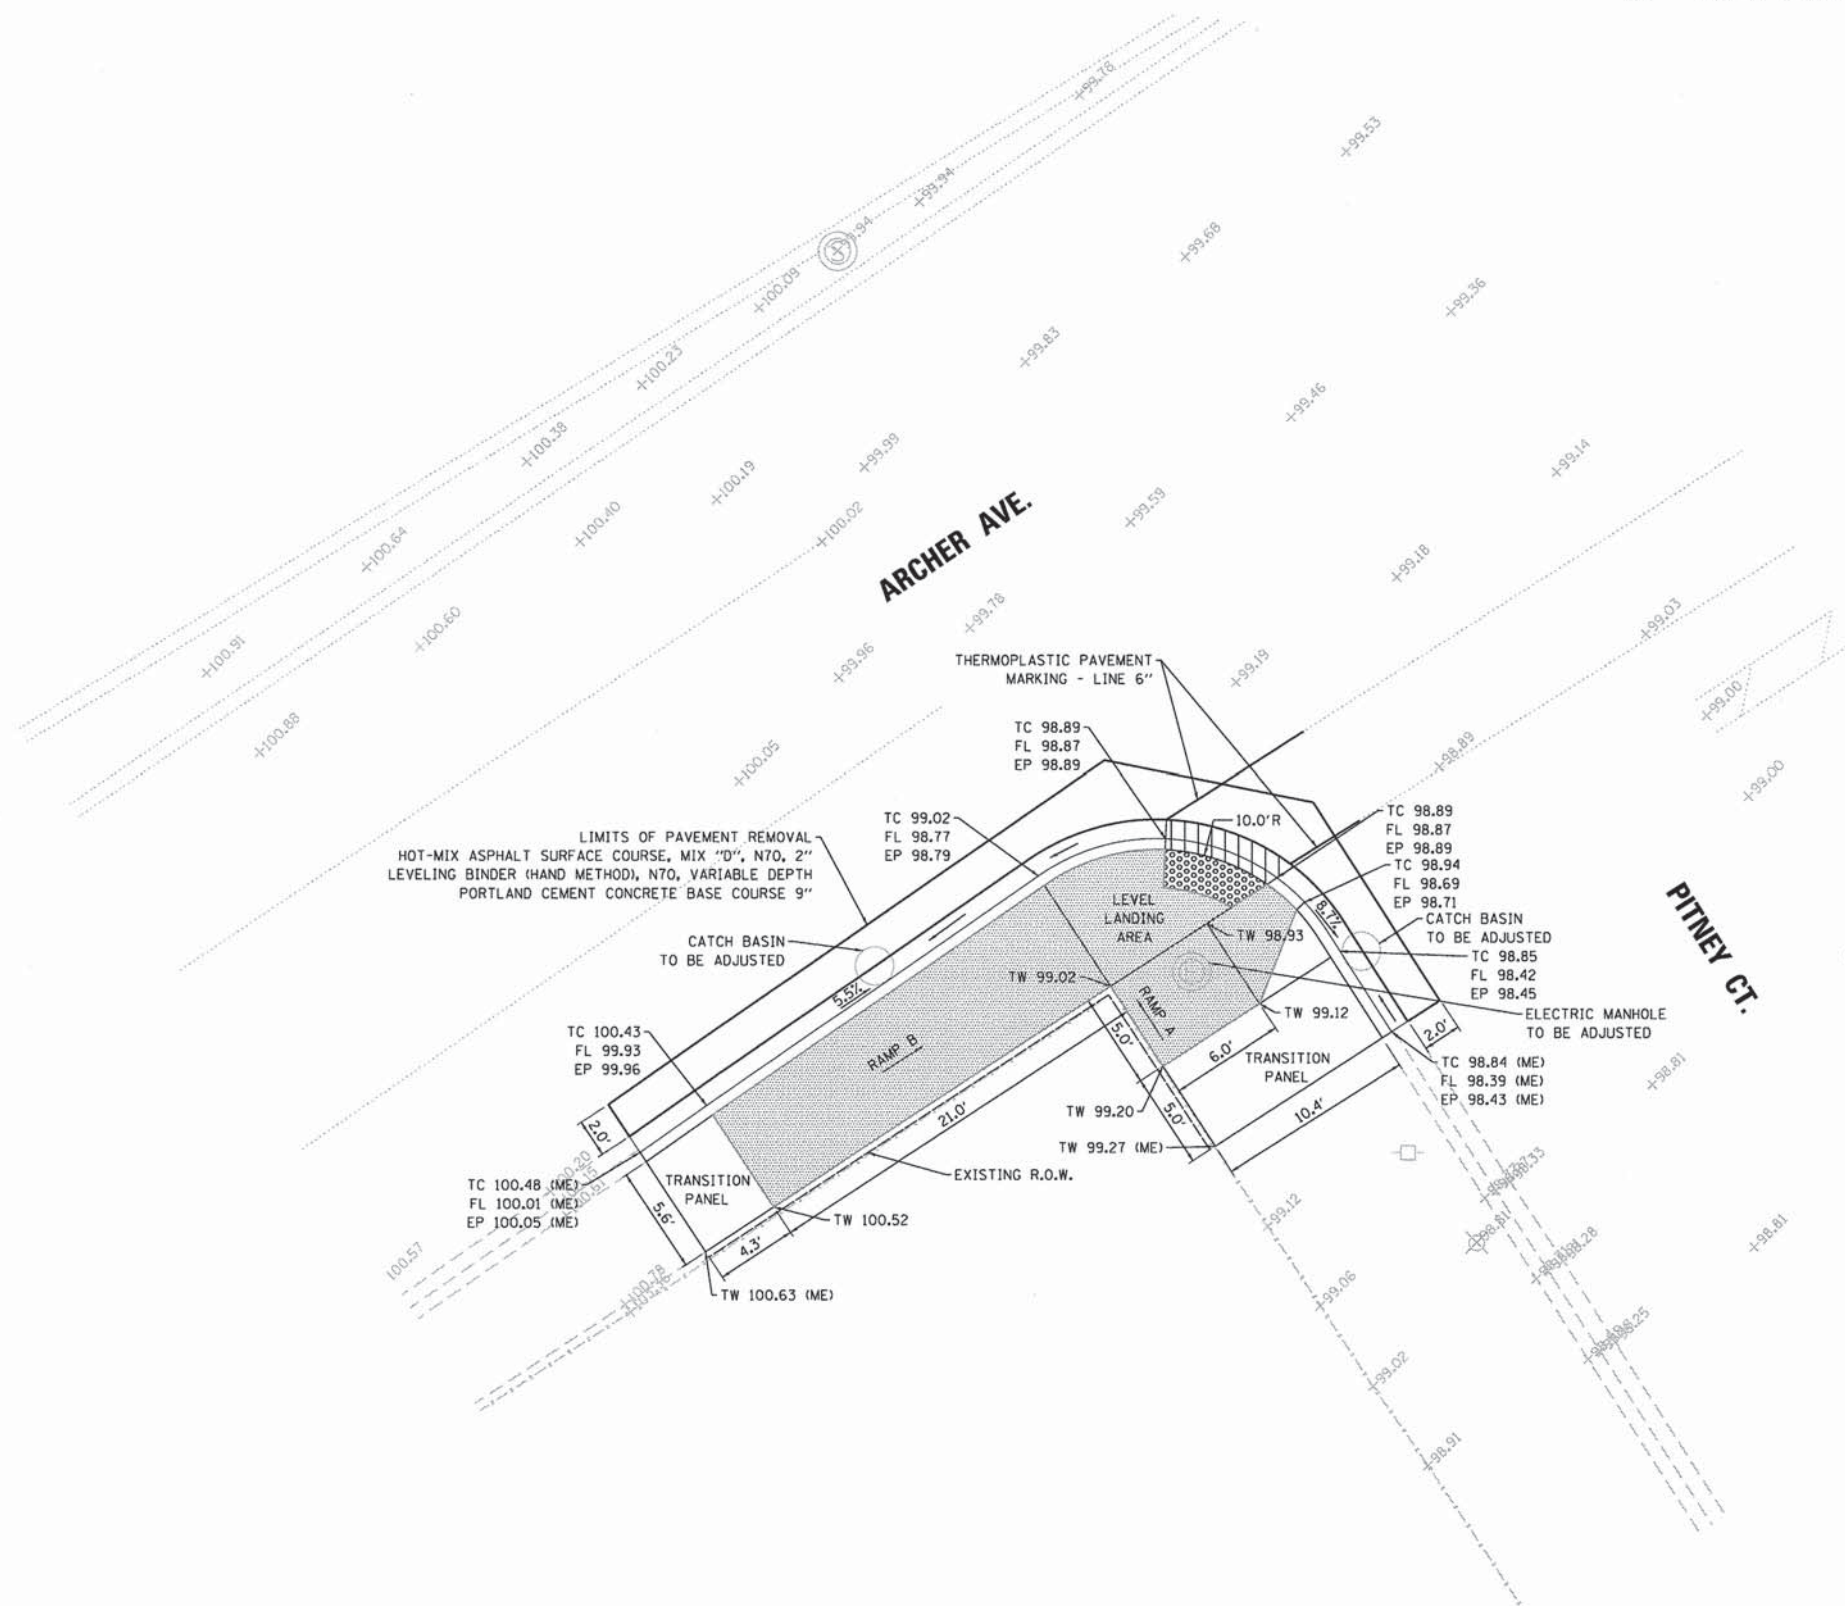 +99.78
+99.53
+99.94
+99.94
+99.68
+100.09
+99.36
+99.83
+100.23
+99.46
+100.38
+99.99
+100.19
+99.14
+99.59
+100.40
+100.02
ARCHER AVE.
+100.64
+99.18
+99.78
+100.60
+99.03
+100.91
+99.96
+99.19
THERMOPLASTIC PAVEMENT
MARKING - LINE 6"
+99.00
+100.88
+100.05
+98.89
+99.00
TC 98.89
FL 98.87
EP 98.89
TC 99.02
FL 98.77
EP 98.79
10.0'R
TC 98.89
FL 98.87
EP 98.89
TC 98.94
FL 98.69
EP 98.71
LIMITS OF PAVEMENT REMOVAL
HOT-MIX ASPHALT SURFACE COURSE, MIX "D", N70, 2"
LEVELING BINDER (HAND METHOD), N70, VARIABLE DEPTH
PORTLAND CEMENT CONCRETE BASE COURSE 9"
LEVEL
LANDING
AREA
8.7%
CATCH BASIN
TO BE ADJUSTED
PITNEY CT.
CATCH BASIN
TO BE ADJUSTED
TW 98.93
TC 98.85
FL 98.42
EP 98.45
TW 99.02
5.5%
RAMP A
TW 99.12
ELECTRIC MANHOLE
TO BE ADJUSTED
TC 100.43
FL 99.93
EP 99.96
RAMP B
5.0'
6.0'
2.0'
TRANSITION
PANEL
TC 98.84 (ME)
FL 98.39 (ME)
EP 98.43 (ME)
+98.81
2.0'
21.0'
TW 99.20
5.0'
10.4'
TW 99.27 (ME)
EXISTING R.O.W.
TC 100.48 (ME)
FL 100.01 (ME)
EP 100.05 (ME)
TRANSITION
PANEL
5.6'
TW 100.52
4.3'
TW 100.63 (ME)
100.20
100.57
+100.78
+99.12
+98.81
+99.06
+99.02
+98.91